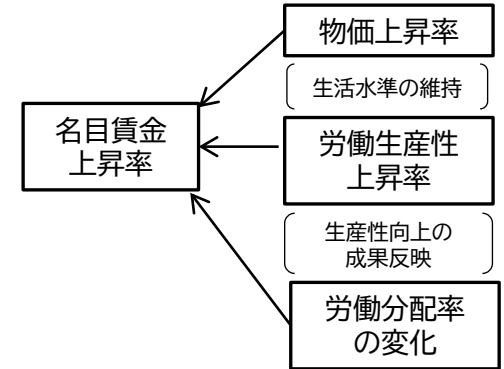 物価上昇率
生活水準の維持
名目賃金
上昇率
労働生産性
上昇率
生産性向上の
成果反映
労働分配率
の変化